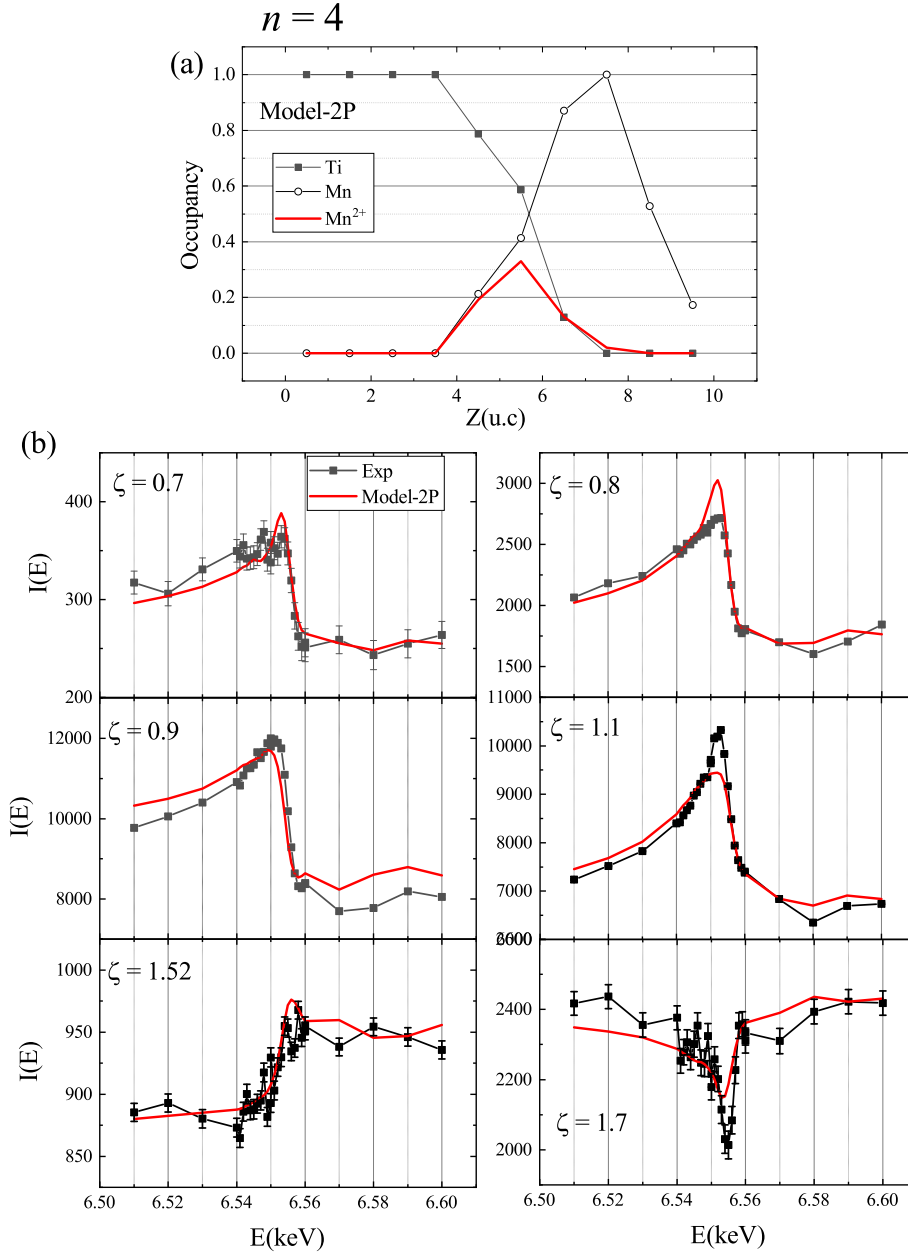 n = 4
(a)
1.0
0.8
0.6
0.4
0.2
0.0
Occupancy
Model-2P
Ti
Mn
Mn²⁺
0 2 4 6 8 10
Z(u.c)
(b)
ζ = 0.7
Exp
Model-2P
400
300
200
I(E)
ζ = 0.8
3000
2500
2000
1500
11000
ζ = 0.9
12000
10000
8000
I(E)
ζ = 1.1
10000
9000
8000
7000
ζ = 1.52
1000
950
900
850
I(E)
6.50 6.52 6.54 6.56 6.58 6.60
E(keV)
2400
2200
2000
ζ = 1.7
6.50 6.52 6.54 6.56 6.58 6.60
E(keV)